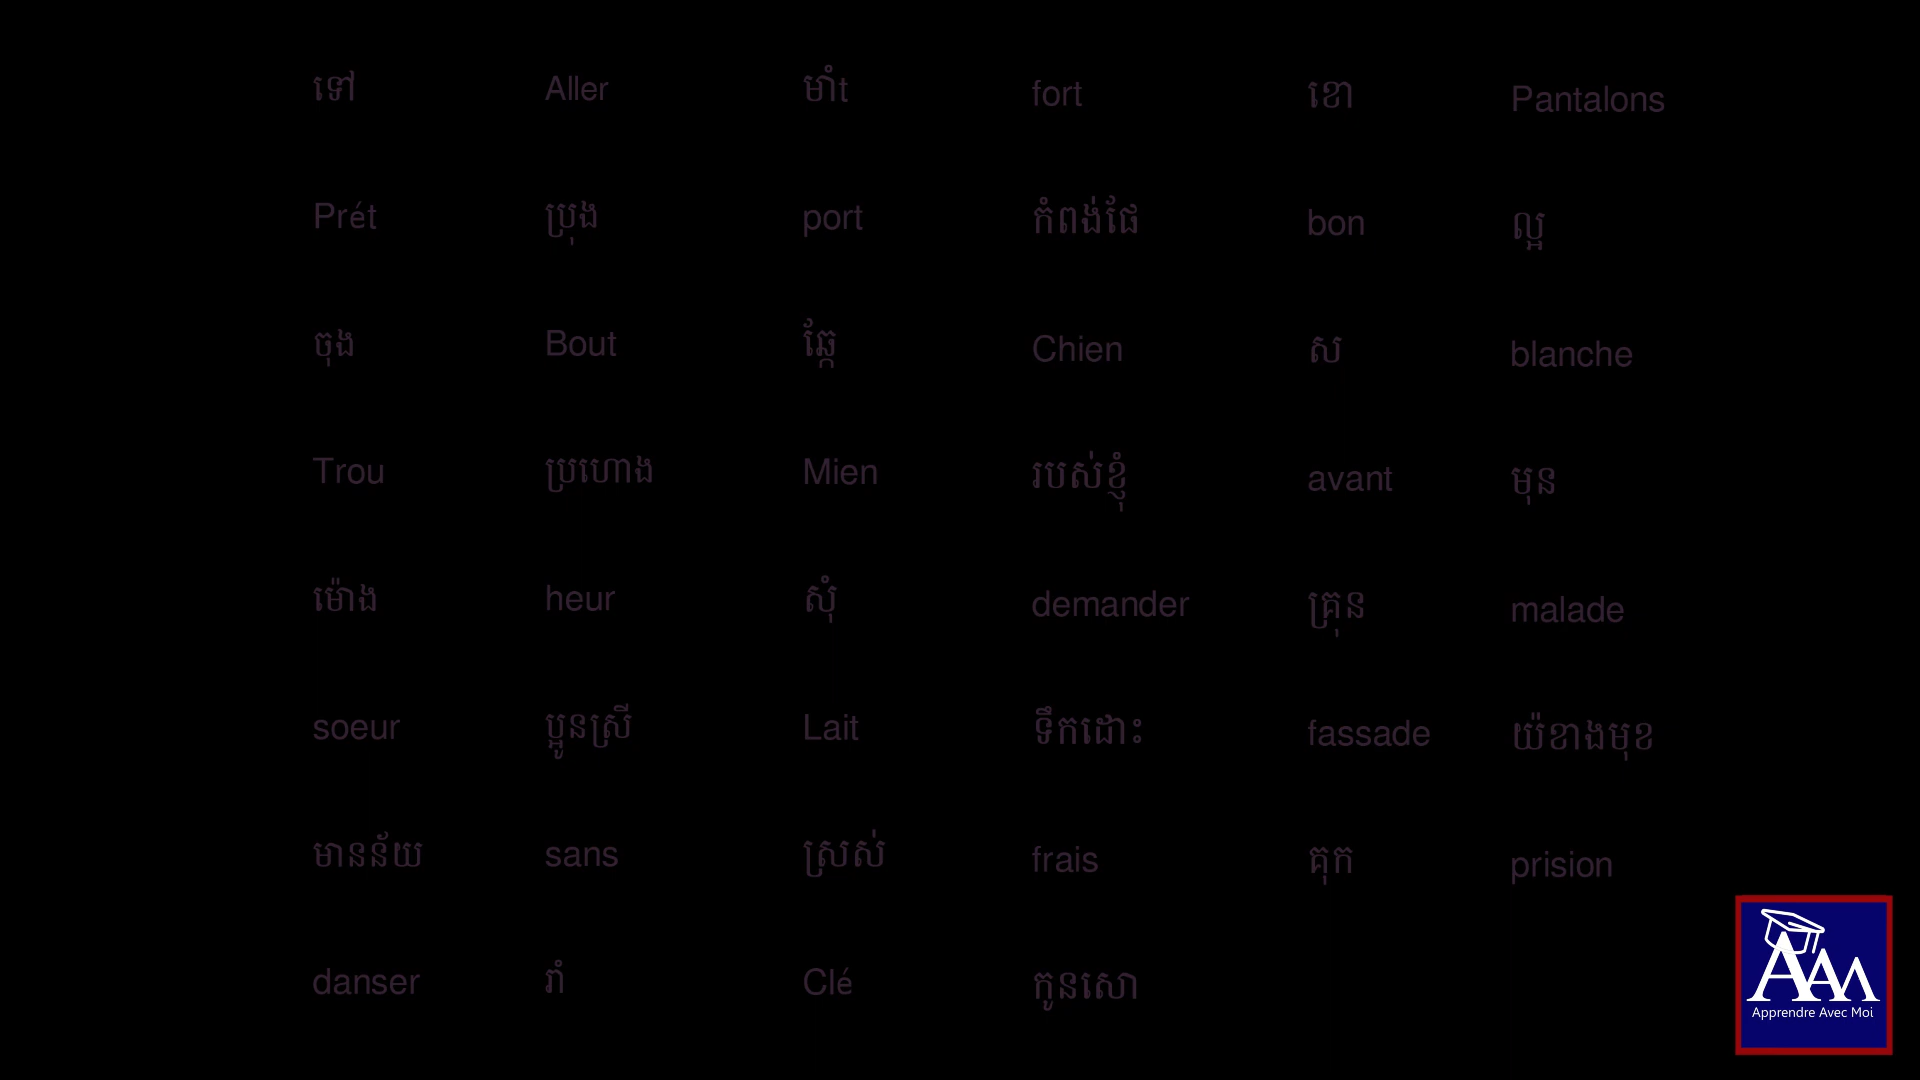 ទៅ Aller មាំt fort ខោ Pantalons
Prét ប្រុង port កំពង់ផែ bon ល្អ
ចុង Bout ឆ្កែ Chien ស blanche
Trou ប្រហោង Mien របស់ខ្ញុំ avant មុន
ម៉ោង heur សុំ demander គ្រុន malade
soeur ប្អូនស្រី Lait ទឹកដោះ fassade យ៉ខាងមុខ
មានន័យ sans ស្រស់ frais គុក prision
danser រាំ Clé កូនសោ
AAM
Apprendre Avec Moi